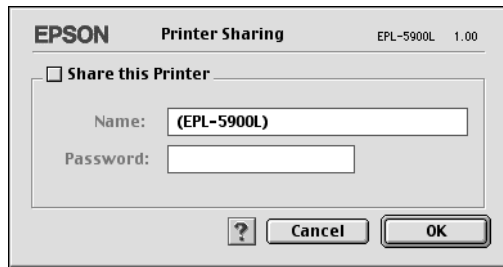 EPSON Printer Sharing EPL-5900L 1.00
Share this Printer
Name: (EPL-5900L)
Password:
? Cancel OK